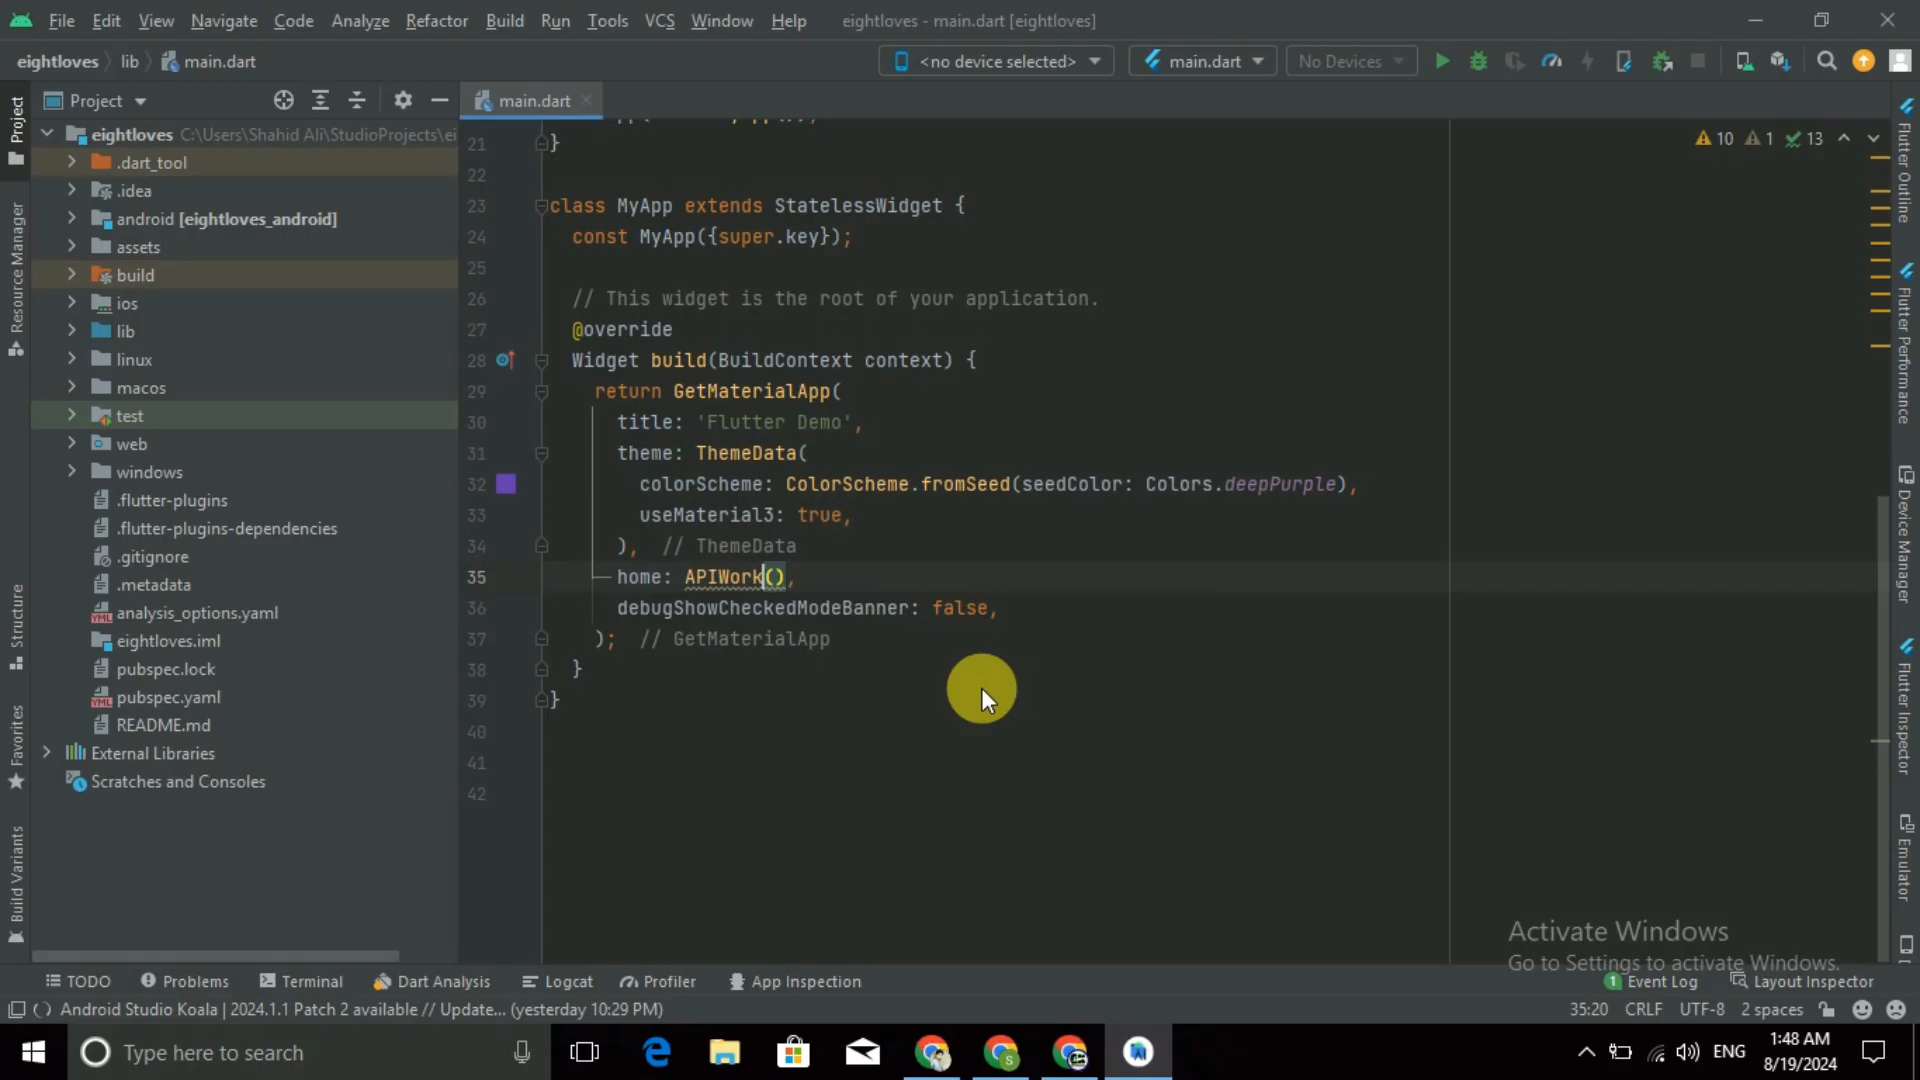 File Edit View Navigate Code Analyze Refactor Build Run Tools VCS Window Help eightloves - main.dart [eightloves]
eightloves lib main.dart <no device selected> main.dart No Devices
Project main.dart
eightloves C:\Users\Shahid Ali\StudioProjects\ei
.dart_tool
.idea
android [eightloves_android]
assets
build
ios
lib
linux
macos
test
web
windows
.flutter-plugins
.flutter-plugins-dependencies
.gitignore
.metadata
analysis_options.yaml
eightloves.iml
pubspec.lock
pubspec.yaml
README.md
External Libraries
Scratches and Consoles
Project
Resource Manager
Structure
Favorites
Build Variants
10 1 13
21 }
22
23 class MyApp extends StatelessWidget {
24 const MyApp({super.key});
25
26 // This widget is the root of your application.
27 @override
28 Widget build(BuildContext context) {
29 return GetMaterialApp(
30 title: 'Flutter Demo',
31 theme: ThemeData(
32 colorScheme: ColorScheme.fromSeed(seedColor: Colors.deepPurple),
33 useMaterial3: true,
34 ), // ThemeData
35 home: APIWork(),
36 debugShowCheckedModeBanner: false,
37 ); // GetMaterialApp
38 }
39 }
40
41
42
Flutter Outline
Flutter Performance
Device Manager
Flutter Inspector
Emulator
Activate Windows
Go to Settings to activate Windows.
TODO Problems Terminal Dart Analysis Logcat Profiler App Inspection 1 Event Log Layout Inspector
Android Studio Koala | 2024.1.1 Patch 2 available // Update... (yesterday 10:29 PM) 35:20 CRLF UTF-8 2 spaces
Type here to search ENG 1:48 AM
8/19/2024